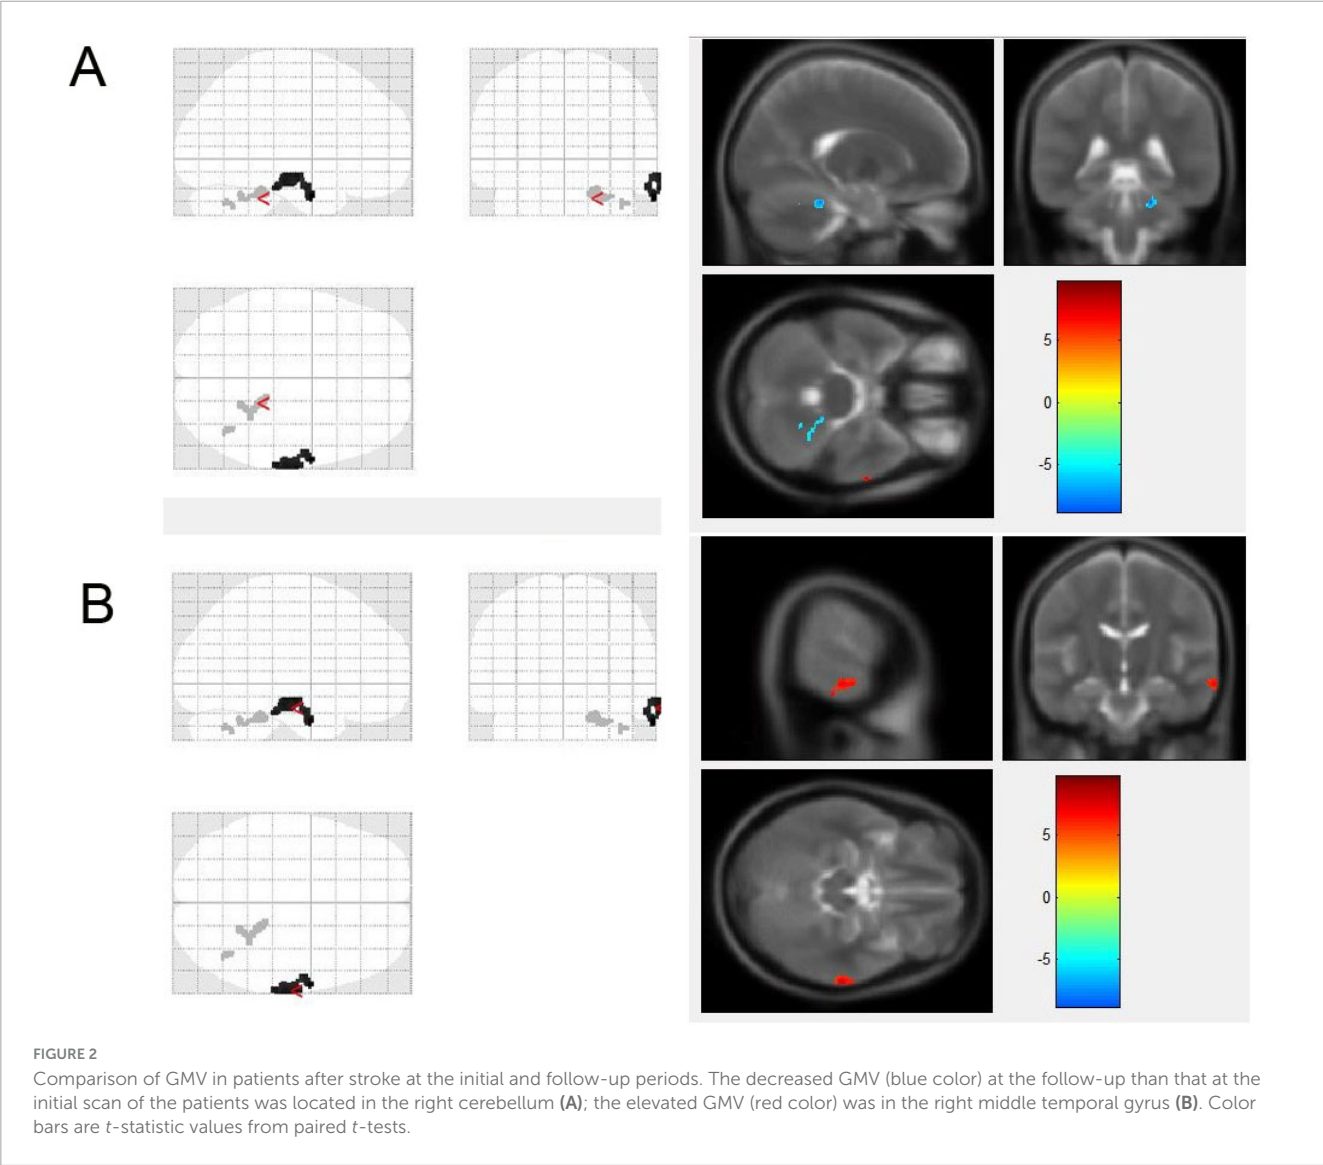 A
5
0
-5
B
5
0
-5
FIGURE 2
Comparison of GMV in patients after stroke at the initial and follow-up periods. The decreased GMV (blue color) at the follow-up than that at the
initial scan of the patients was located in the right cerebellum (A); the elevated GMV (red color) was in the right middle temporal gyrus (B). Color
bars are t-statistic values from paired t-tests.